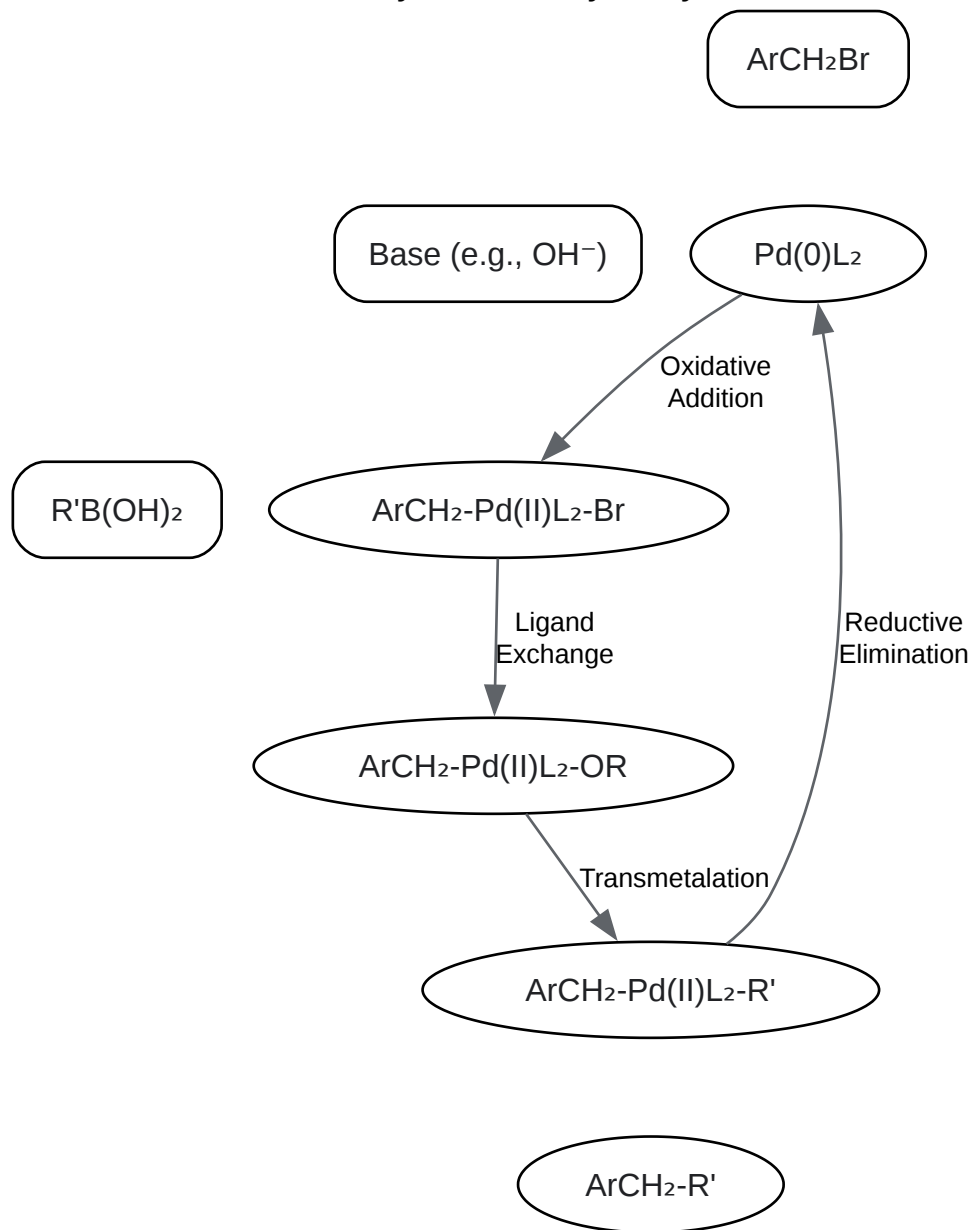 ArCH₂Br
Base (e.g., OH⁻)
Pd(0)L₂
Oxidative
Addition
R'B(OH)₂
ArCH₂-Pd(II)L₂-Br
Ligand
Exchange
Reductive
Elimination
ArCH₂-Pd(II)L₂-OR
Transmetalation
ArCH₂-Pd(II)L₂-R'
ArCH₂-R'